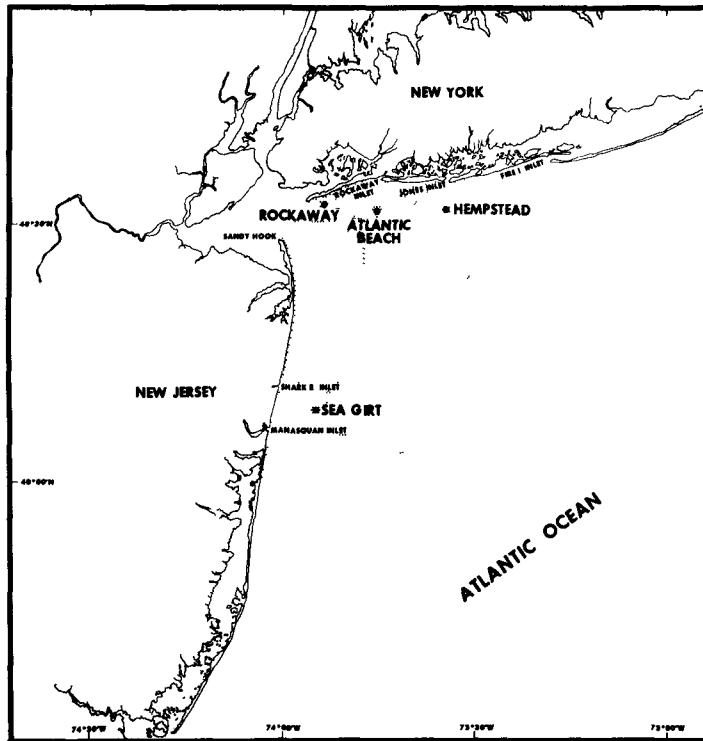 NEW YORK
ROCKAWAY
INLET
JONES INLET
FIRE I. INLET
ROCKAWAY
ATLANTIC
BEACH
HEMPSTEAD
40°30'N
SANDY HOOK
NEW JERSEY
SHARK R INLET
SEA GIRT
MANASQUAN INLET
40°00'N
ATLANTIC OCEAN
74°30'W
74°00'W
73°30'W
73°00'W